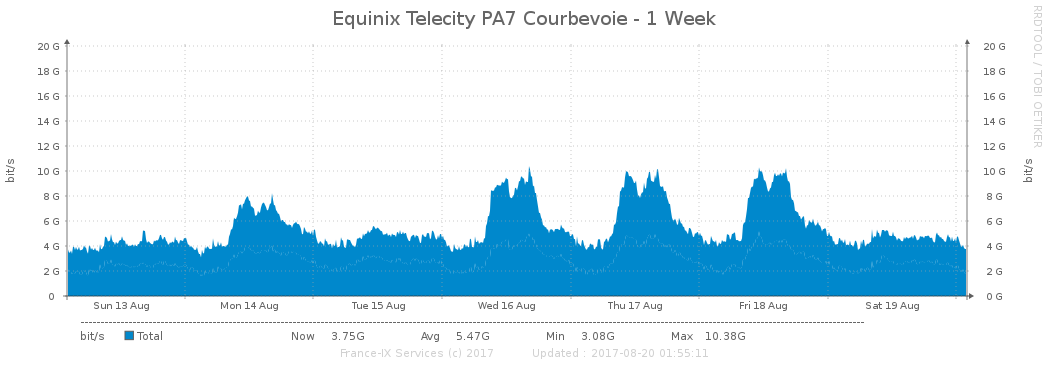 Equinix Telecity PA7 Courbevoie - 1 Week
RRDTOOL / TOBI OETIKER
20 G 20 G
18 G 18 G
16 G 16 G
14 G 14 G
12 G 12 G
10 G 10 G
8 G 8 G
6 G 6 G
4 G 4 G
2 G 2 G
0 0 G
bit/s bit/s
Sun 13 Aug Mon 14 Aug Tue 15 Aug Wed 16 Aug Thu 17 Aug Fri 18 Aug Sat 19 Aug
bit/s Total Now 3.75G Avg 5.47G Min 3.08G Max 10.38G
France-IX Services (c) 2017 Updated : 2017-08-20 01:55:11